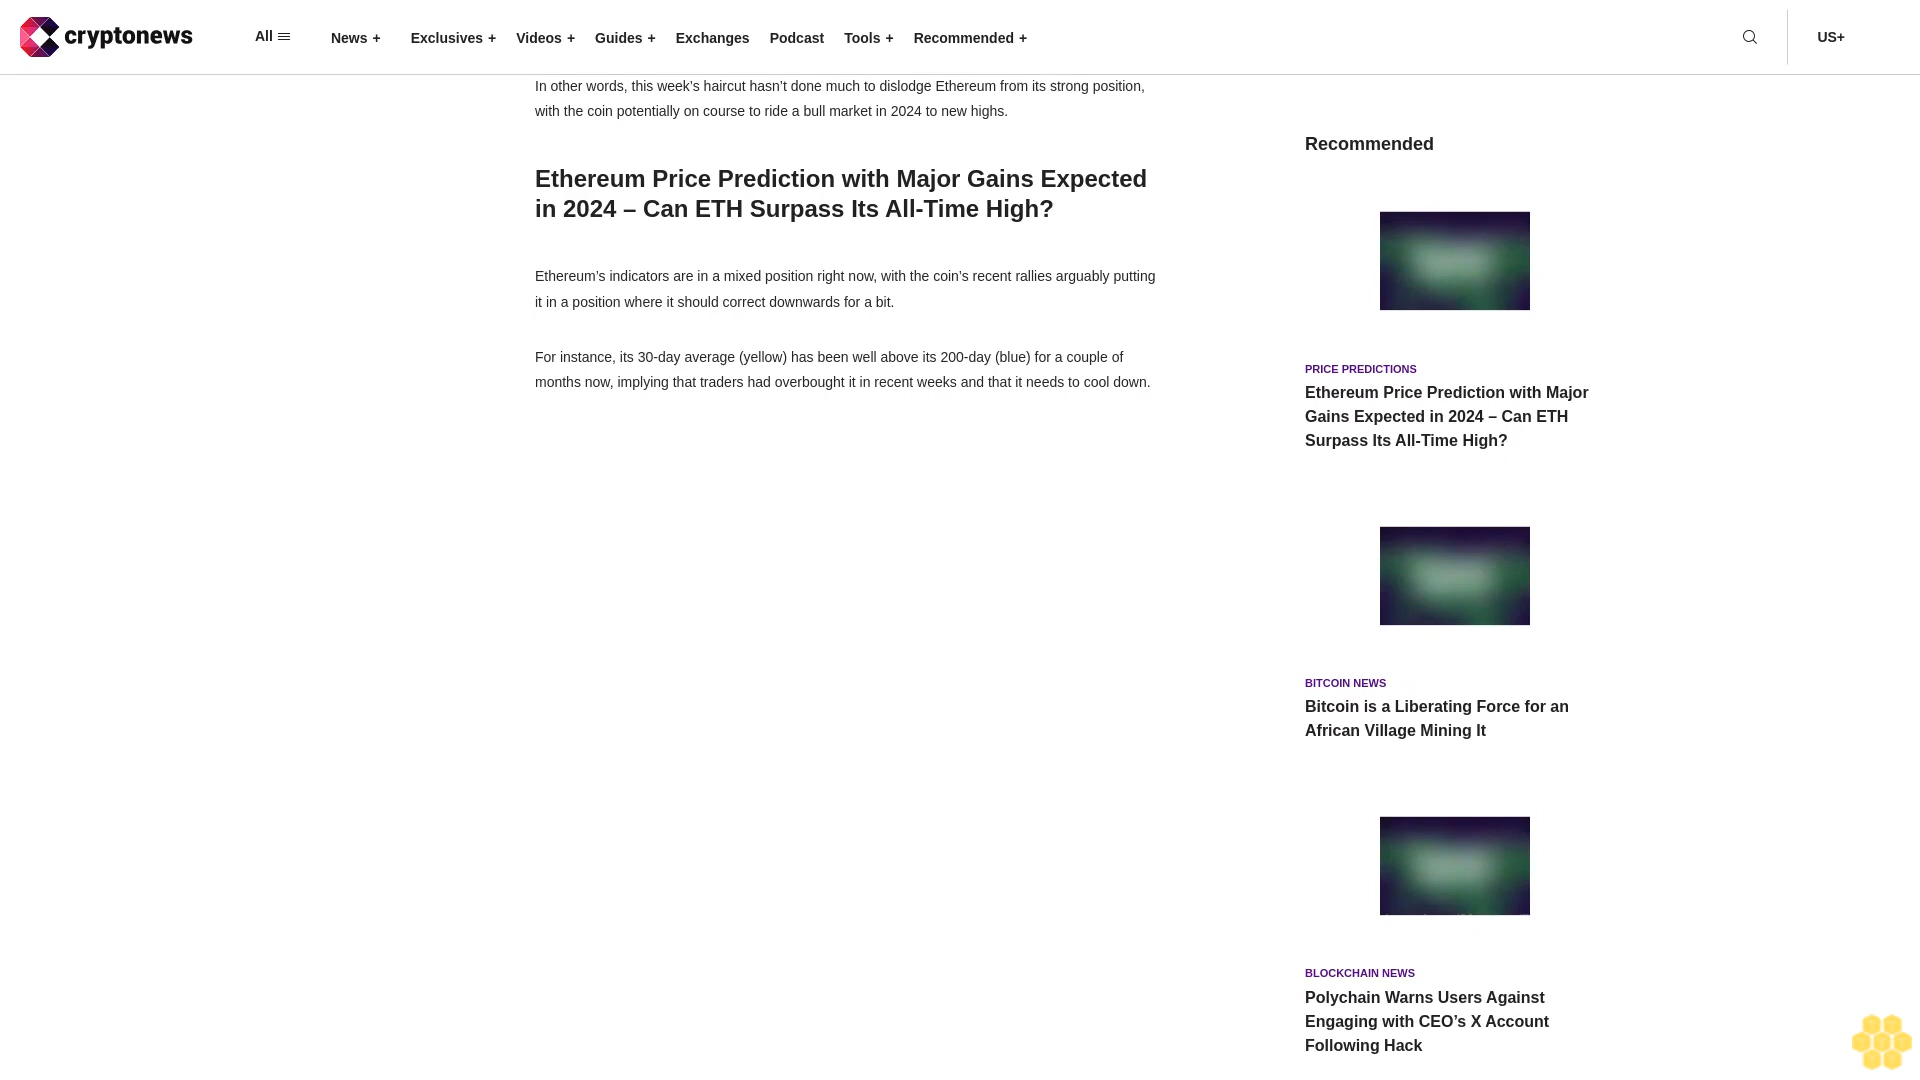 cryptonews
All
News +
Exclusives +
Videos +
Guides +
Exchanges
Podcast
Tools +
Recommended +
US+
In other words, this week’s haircut hasn’t done much to dislodge Ethereum from its strong position,
with the coin potentially on course to ride a bull market in 2024 to new highs.
Ethereum Price Prediction with Major Gains Expected
in 2024 – Can ETH Surpass Its All-Time High?
Ethereum’s indicators are in a mixed position right now, with the coin’s recent rallies arguably putting
it in a position where it should correct downwards for a bit.
For instance, its 30-day average (yellow) has been well above its 200-day (blue) for a couple of
months now, implying that traders had overbought it in recent weeks and that it needs to cool down.
Recommended
PRICE PREDICTIONS
Ethereum Price Prediction with Major
Gains Expected in 2024 – Can ETH
Surpass Its All-Time High?
BITCOIN NEWS
Bitcoin is a Liberating Force for an
African Village Mining It
BLOCKCHAIN NEWS
Polychain Warns Users Against
Engaging with CEO’s X Account
Following Hack